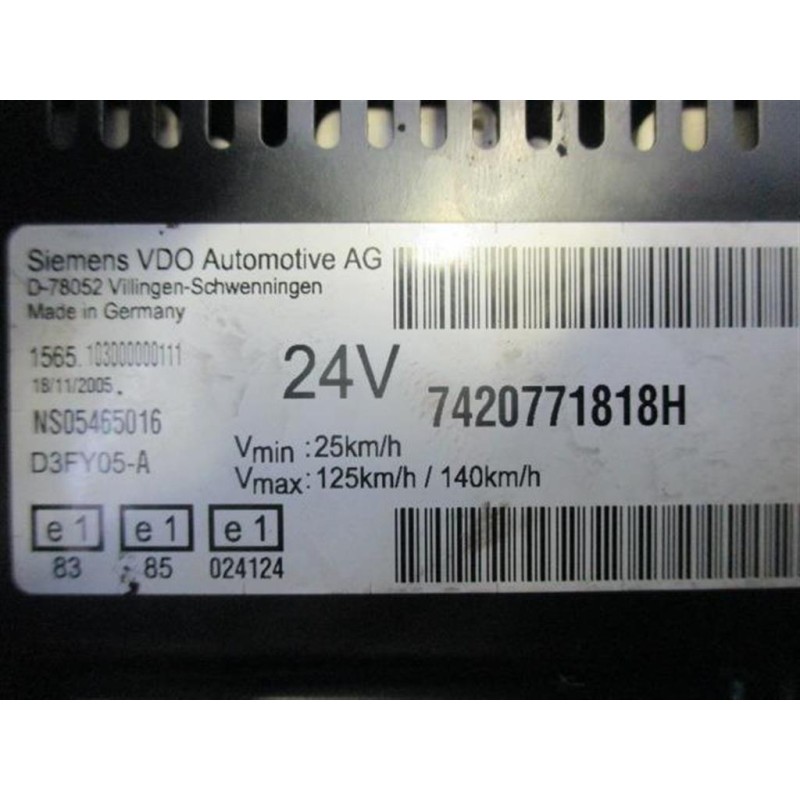 Siemens VDO Automotive AG
D-78052 Villingen-Schwenningen
Made in Germany
1565.103000000111
18/11/2005.
24V
7420771818H
NS05465016
D3FY05-A
Vmin :25km/h
Vmax: 125km/h / 140km/h
e 1 e 1 e 1
83 85 024124